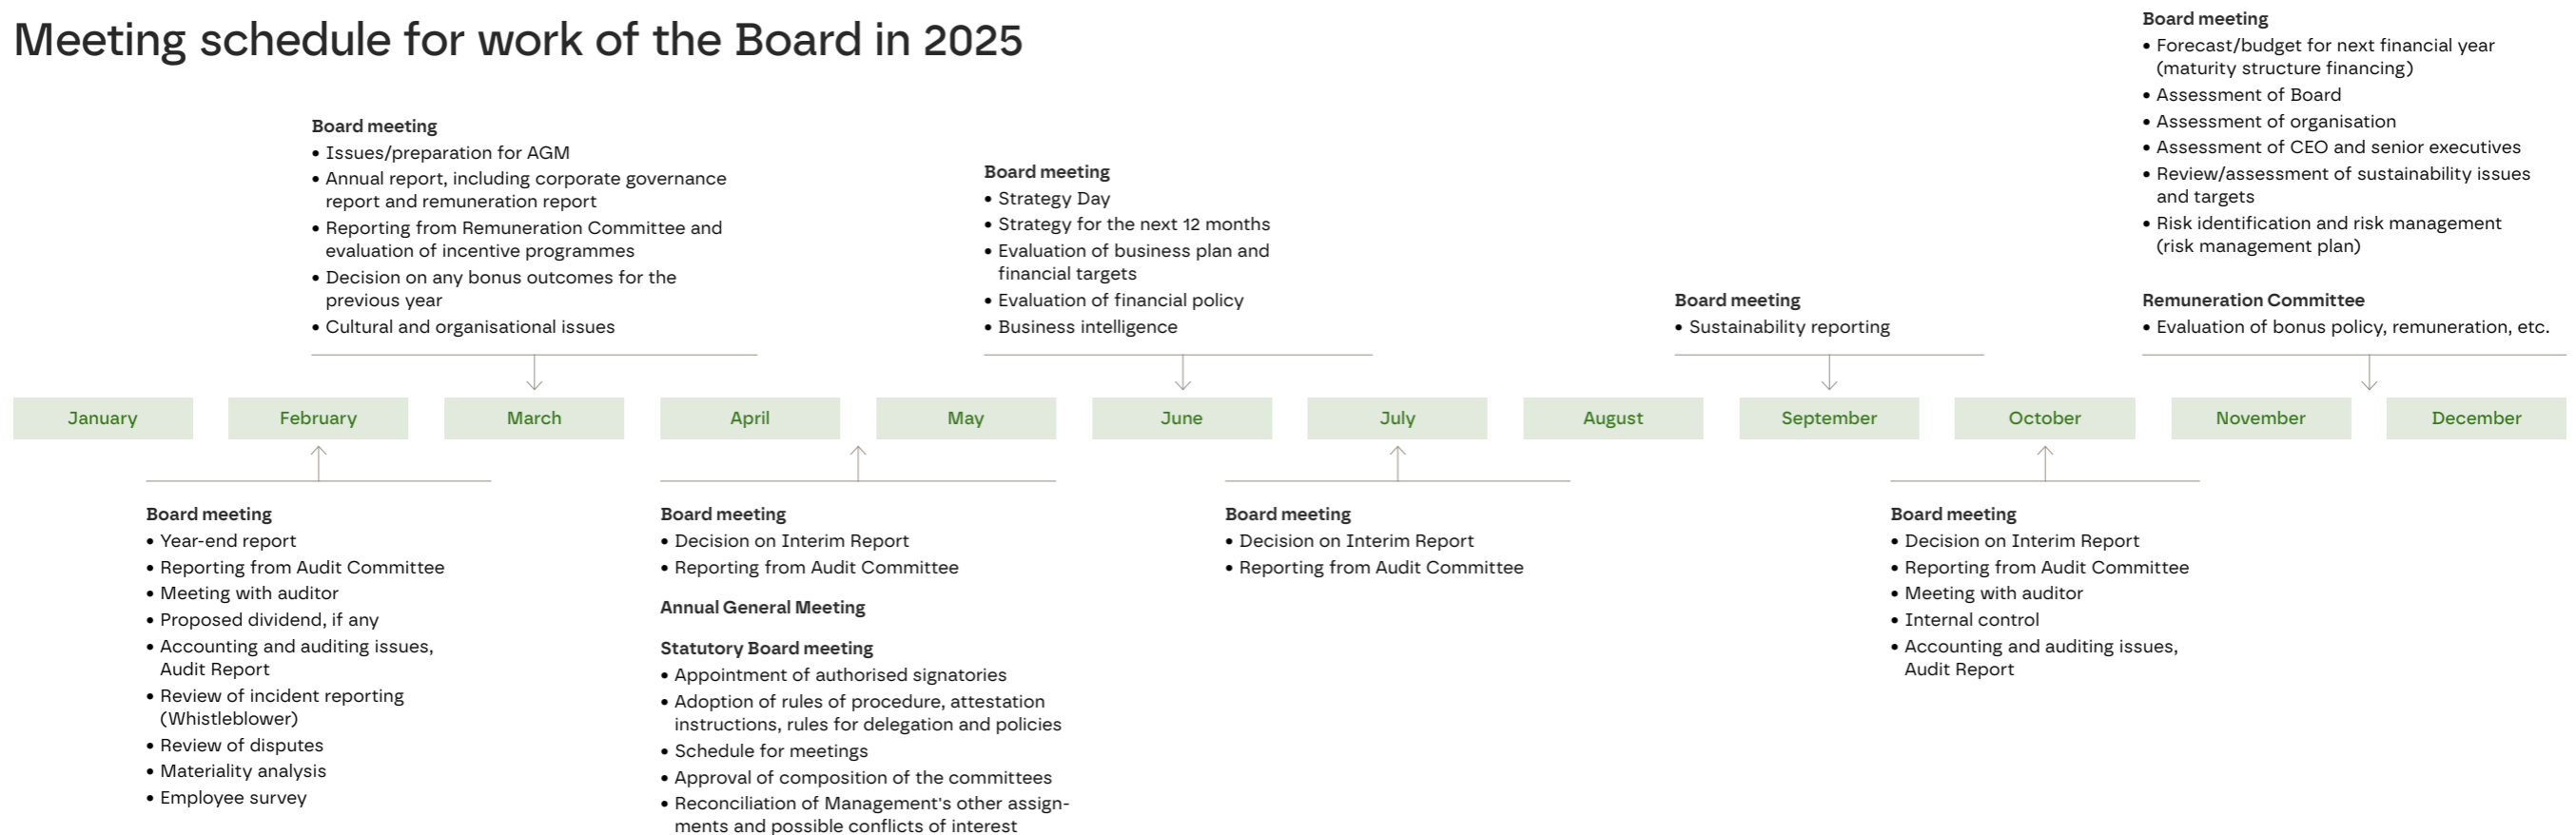 Meeting schedule for work of the Board in 2025
Board meeting
• Issues/preparation for AGM
• Annual report, including corporate governance
report and remuneration report
• Reporting from Remuneration Committee and
evaluation of incentive programmes
• Decision on any bonus outcomes for the
previous year
• Cultural and organisational issues
Board meeting
• Strategy Day
• Strategy for the next 12 months
• Evaluation of business plan and
financial targets
• Evaluation of financial policy
• Business intelligence
Board meeting
• Sustainability reporting
Board meeting
• Forecast/budget for next financial year
(maturity structure financing)
• Assessment of Board
• Assessment of organisation
• Assessment of CEO and senior executives
• Review/assessment of sustainability issues
and targets
• Risk identification and risk management
(risk management plan)
Remuneration Committee
• Evaluation of bonus policy, remuneration, etc.
January
February
March
April
May
June
July
August
September
October
November
December
Board meeting
• Year-end report
• Reporting from Audit Committee
• Meeting with auditor
• Proposed dividend, if any
• Accounting and auditing issues,
Audit Report
• Review of incident reporting
(Whistleblower)
• Review of disputes
• Materiality analysis
• Employee survey
Board meeting
• Decision on Interim Report
• Reporting from Audit Committee
Annual General Meeting
Statutory Board meeting
• Appointment of authorised signatories
• Adoption of rules of procedure, attestation
instructions, rules for delegation and policies
• Schedule for meetings
• Approval of composition of the committees
• Reconciliation of Management's other assign-
ments and possible conflicts of interest
Board meeting
• Decision on Interim Report
• Reporting from Audit Committee
Board meeting
• Decision on Interim Report
• Reporting from Audit Committee
• Meeting with auditor
• Internal control
• Accounting and auditing issues,
Audit Report